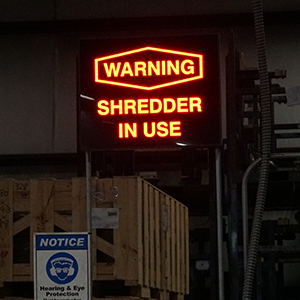 WARNING
SHREDDER
IN USE
NOTICE
Hearing & Eye
Protection